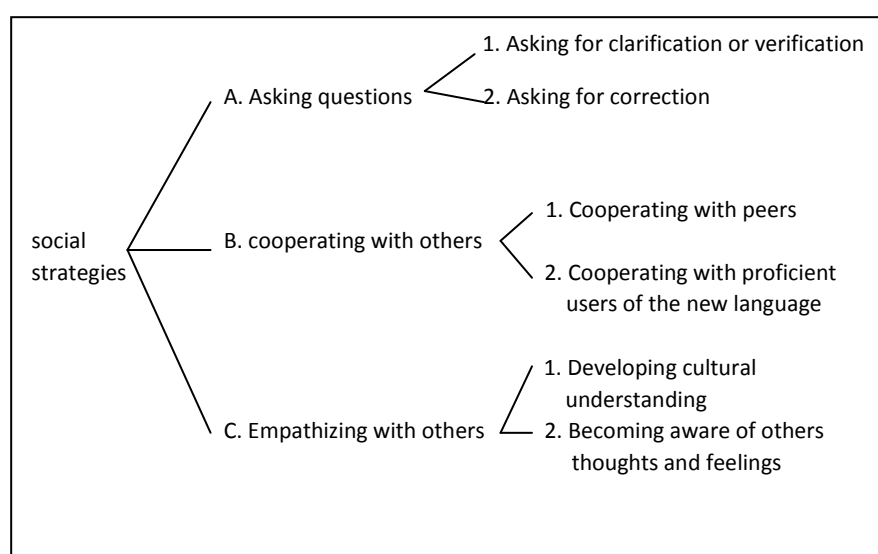 1. Asking for clarification or verification
A. Asking questions
2. Asking for correction
1. Cooperating with peers
social
strategies
B. cooperating with others
2. Cooperating with proficient
users of the new language
1. Developing cultural
understanding
C. Empathizing with others
2. Becoming aware of others
thoughts and feelings